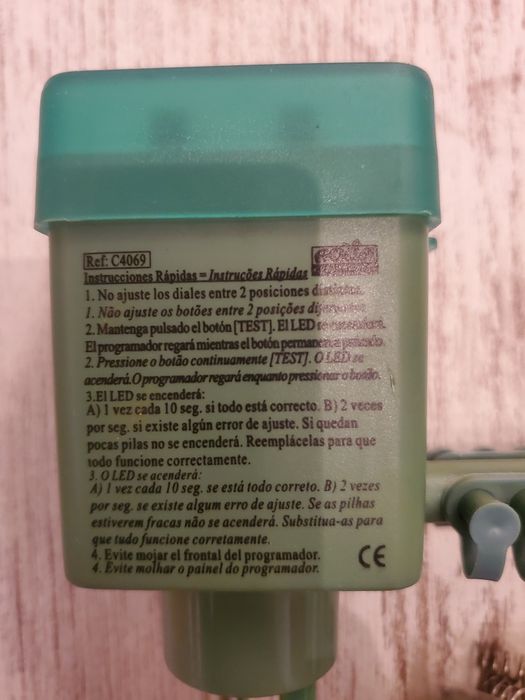 Ref: C4069
Instrucciones Rápidas = Instruções Rápidas
1. No ajuste los diales entre 2 posiciones distintas.
1. Não ajuste os botões entre 2 posições
2. Mantenga pulsado el botón [TEST]. El LED se encenderá.
El programador regará mientras el botón permanezca pulsado.
2. Pressione o botão continuamente [TEST]. O LED se
acenderá. O programador regará enquanto pressionar o botão.
3.El LED se encenderá:
A) 1 vez cada 10 seg. si todo está correcto. B) 2 veces
por seg. si existe algún error de ajuste. Si quedan
pocas pilas no se encenderá. Reemplácelas para que
todo funcione correctamente.
3. O LED se acenderá:
A) 1 vez cada 10 seg. se está todo correto. B) 2 vezes
por seg. se existe algum erro de ajuste. Se as pilhas
estiverem fracas não se acenderá. Substitua-as para
que tudo funcione corretamente.
4. Evite mojar el frontal del programador.
4. Evite molhar o painel do programador.
CE